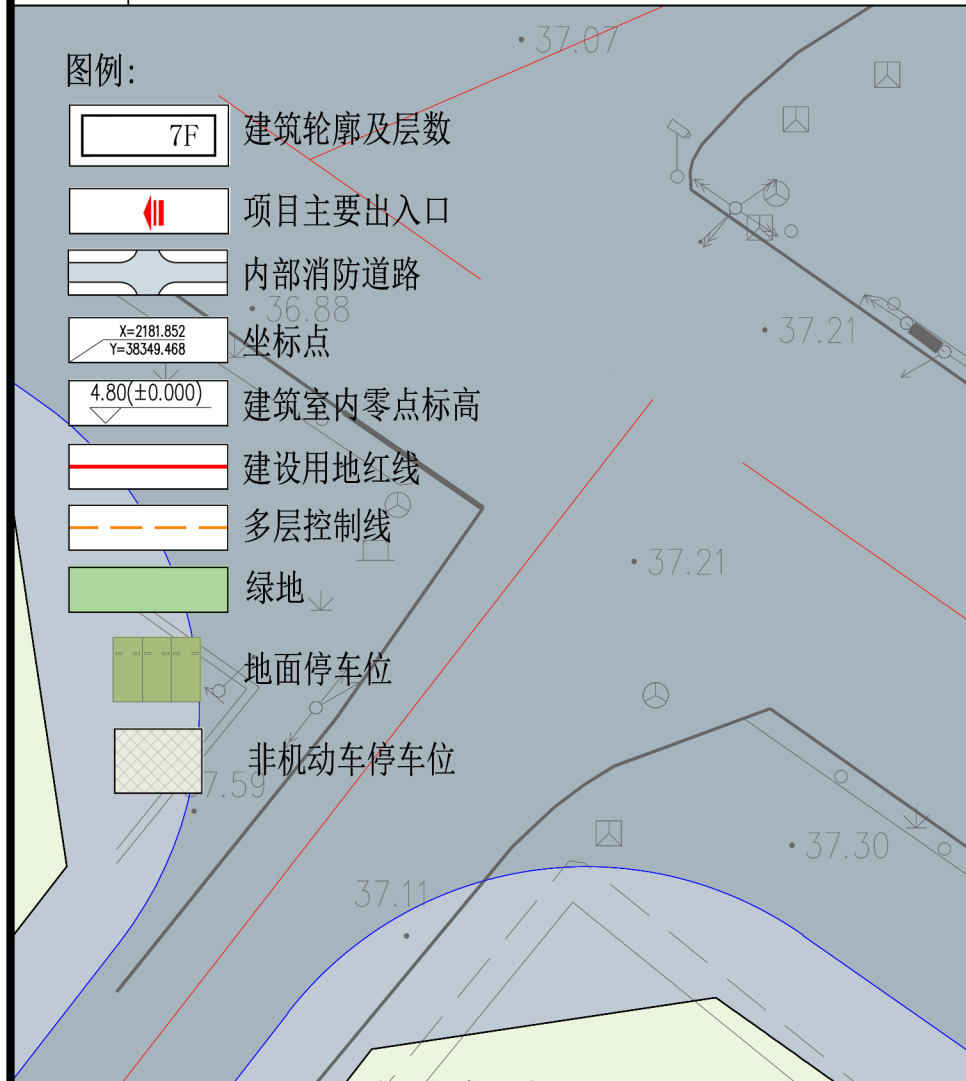 37.07
图例:
7F
建筑轮廓及层数
项目主要出入口
内部消防道路
36.88
37.21
X=2181.852
Y=38349.468
坐标点
4.80(±0.000)
建筑室内零点标高
建设用地红线
多层控制线
37.21
绿地
地面停车位
非机动车停车位
7.59
37.30
37.11